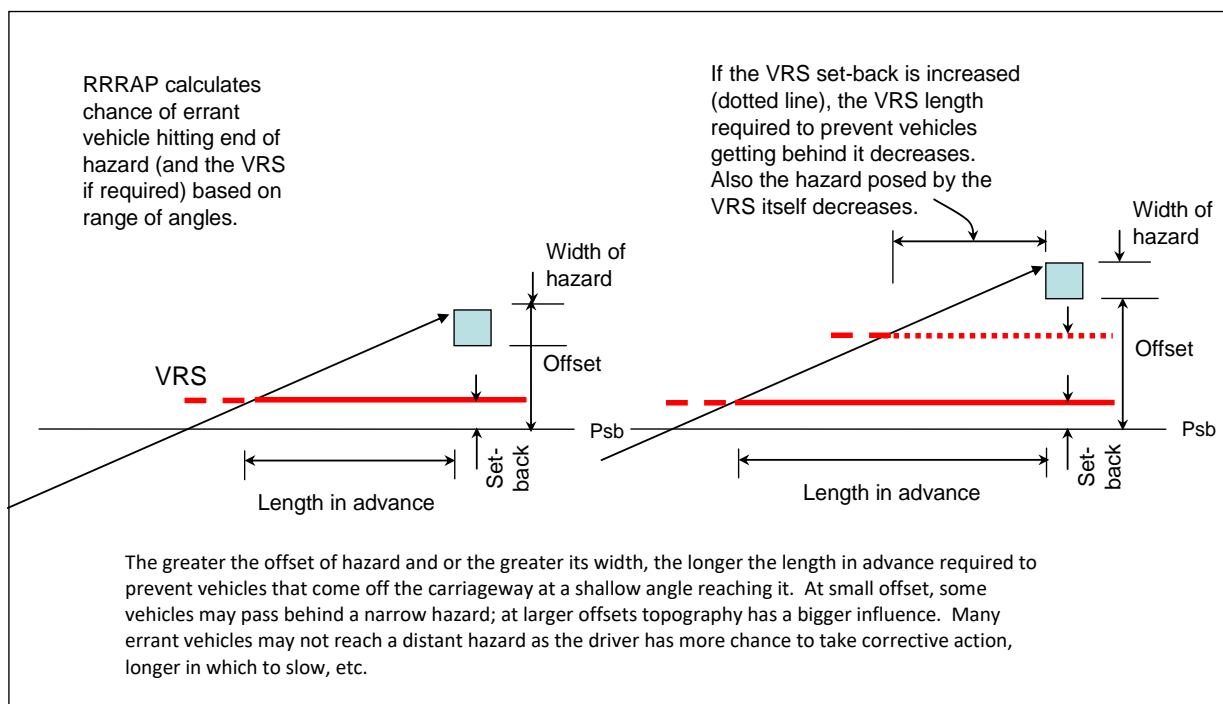 RRRAP calculates
chance of errant
vehicle hitting end of
hazard (and the VRS
if required) based on
range of angles.
Width of
hazard
Offset
VRS
Psb
Set-
back
Length in advance
If the VRS set-back is increased
(dotted line), the VRS length
required to prevent vehicles
getting behind it decreases.
Also the hazard posed by the
VRS itself decreases.
Width of
hazard
Offset
Psb
Set-
back
Length in advance
The greater the offset of hazard and or the greater its width, the longer the length in advance required to
prevent vehicles that come off the carriageway at a shallow angle reaching it.  At small offset, some
vehicles may pass behind a narrow hazard; at larger offsets topography has a bigger influence.  Many
errant vehicles may not reach a distant hazard as the driver has more chance to take corrective action,
longer in which to slow, etc.